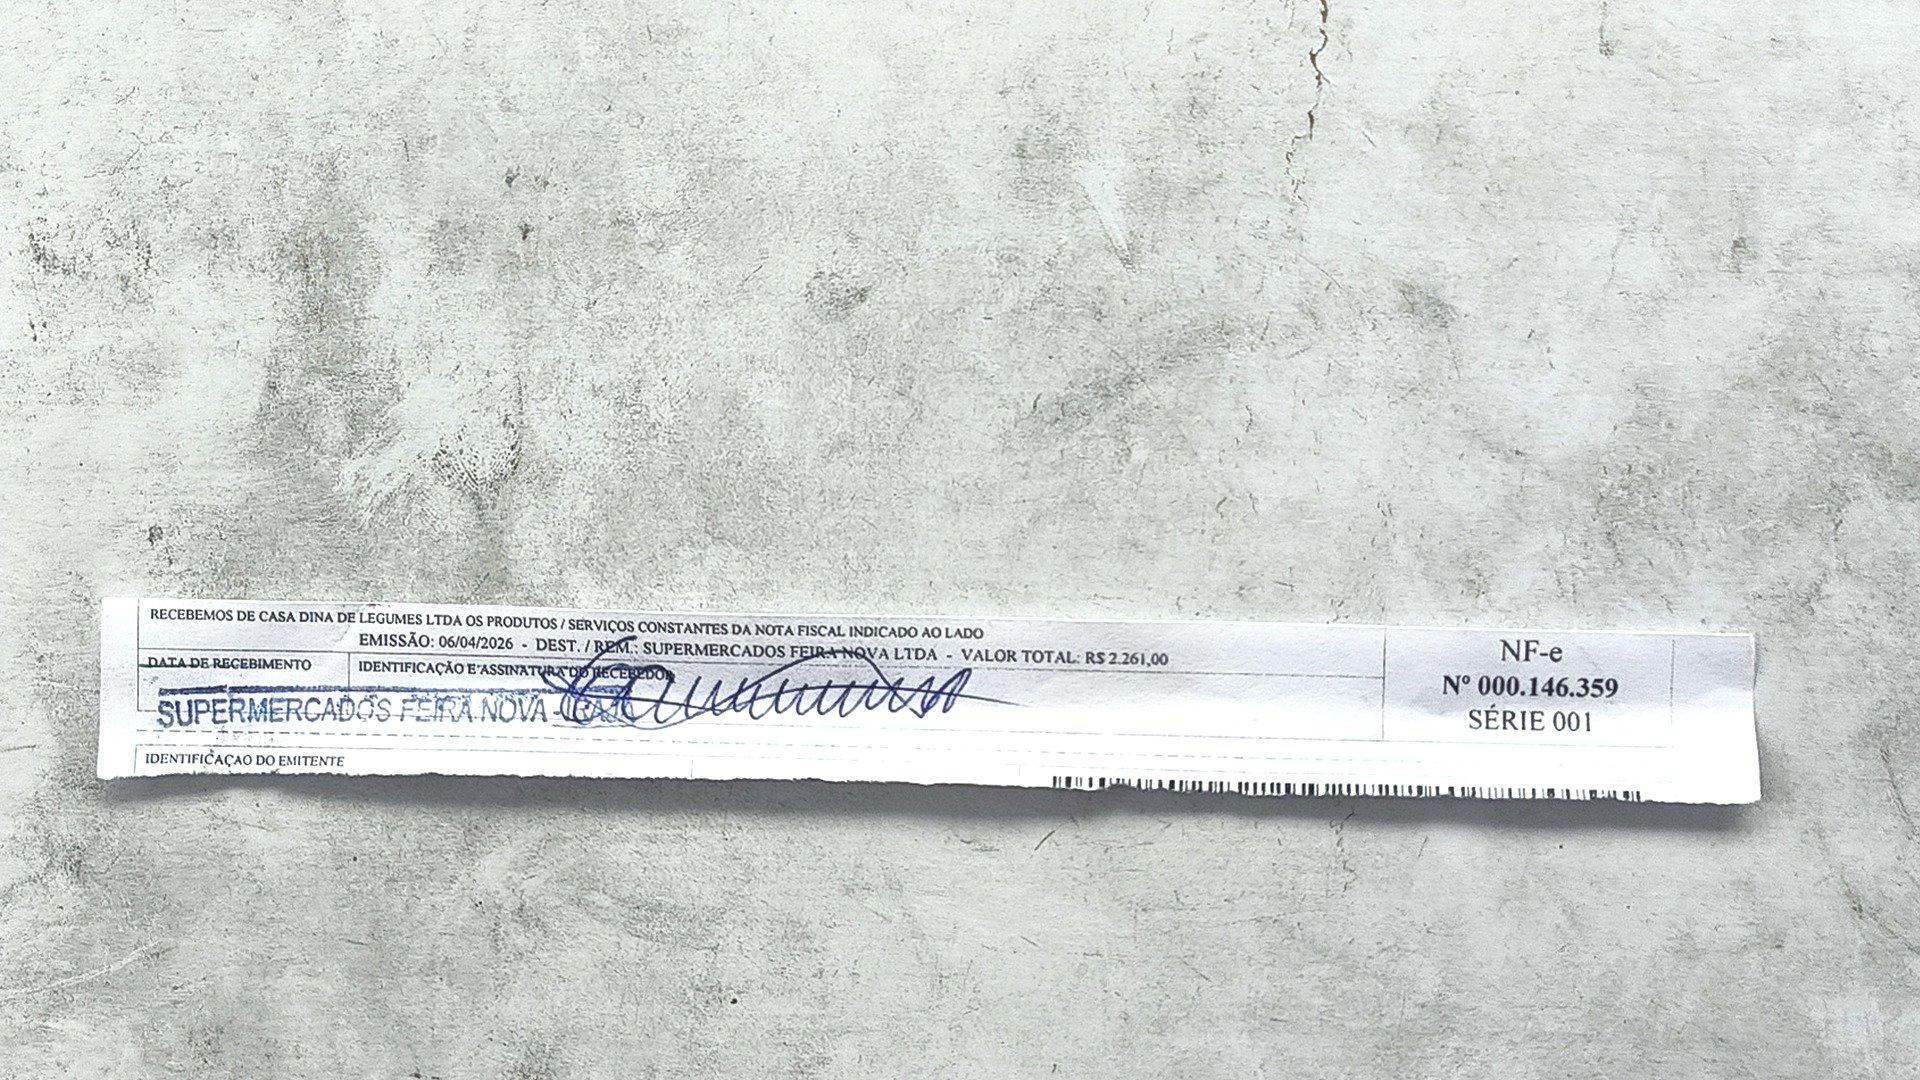 RECEBEMOS DE CASA DINA DE LEGUMES LTDA OS PRODUTOS / SERVIÇOS CONSTANTES DA NOTA FISCAL INDICADO AO LADO
EMISSÃO: 06/04/2026 - DEST. / REM.: SUPERMERCADOS FEIRA NOVA LTDA - VALOR TOTAL: R$ 2.261,00
DATA DE RECEBIMENTO
IDENTIFICAÇÃO E ASSINATURA DO RECEBEDOR
SUPERMERCADOS FEIRA NOVA -
NF-e
Nº 000.146.359
SÉRIE 001
IDENTIFICAÇAO DO EMITENTE